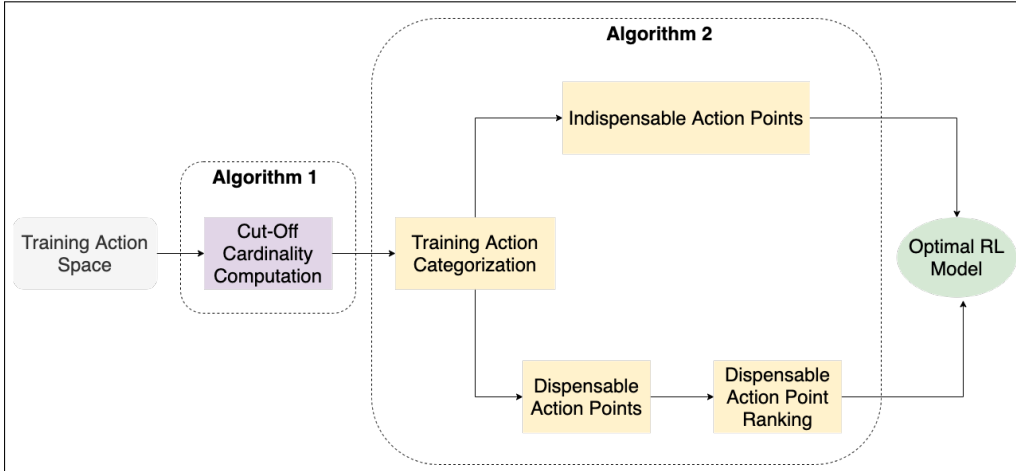 Algorithm 2
Indispensable Action Points
Algorithm 1
Training Action
Space
Cut-Off
Cardinality
Computation
Training Action
Categorization
Optimal RL
Model
Dispensable
Action Points
Dispensable
Action Point
Ranking